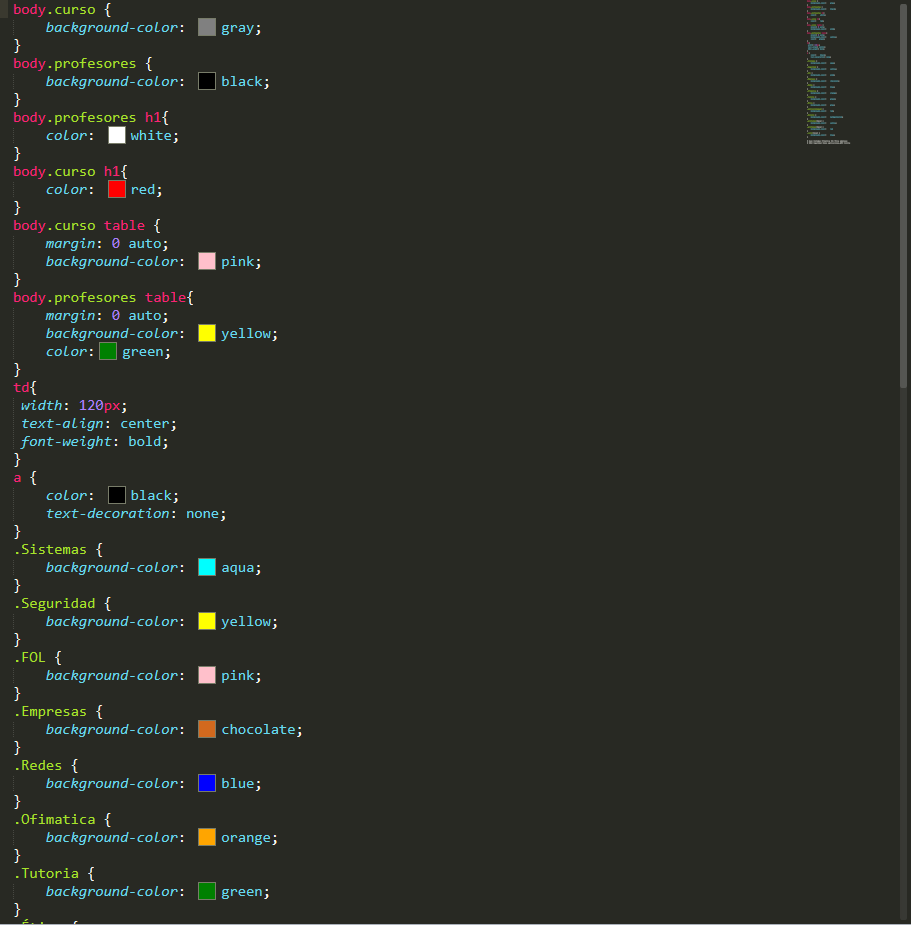 body.curso {
    background-color: gray;
}
body.profesores {
    background-color: black;
}
body.profesores h1{
    color: white;
}
body.curso h1{
    color: red;
}
body.curso table {
    margin: 0 auto;
    background-color: pink;
}
body.profesores table{
    margin: 0 auto;
    background-color: yellow;
    color: green;
}
td{
 width: 120px;
 text-align: center;
 font-weight: bold;
}
a {
    color: black;
    text-decoration: none;
}
.Sistemas {
    background-color: aqua;
}
.Seguridad {
    background-color: yellow;
}
.FOL {
    background-color: pink;
}
.Empresas {
    background-color: chocolate;
}
.Redes {
    background-color: blue;
}
.Ofimatica {
    background-color: orange;
}
.Tutoria {
    background-color: green;
}